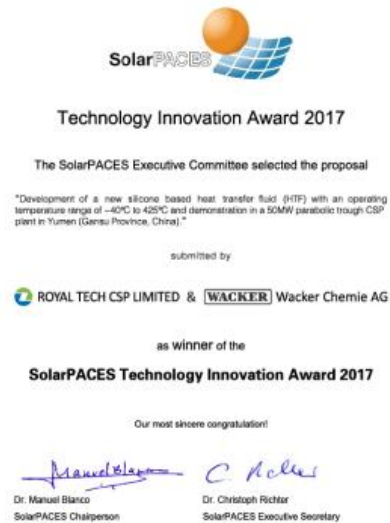 SolarPACES
Technology Innovation Award 2017
The SolarPACES Executive Committee selected the proposal
"Development of a new silicone based heat transfer fluid (HTF) with an operating
temperature range of –40ºC to 425ºC and demonstration in a 50MW parabolic trough CSP
plant in Yumen (Gansu Province, China)."
submitted by
ROYAL TECH CSP LIMITED & WACKER Wacker Chemie AG
as winner of the
SolarPACES Technology Innovation Award 2017
Our most sincere congratulation!
Manuel Blanco C. Richter
Dr. Manuel Blanco Dr. Christoph Richter
SolarPACES Chairperson SolarPACES Executive Secretary